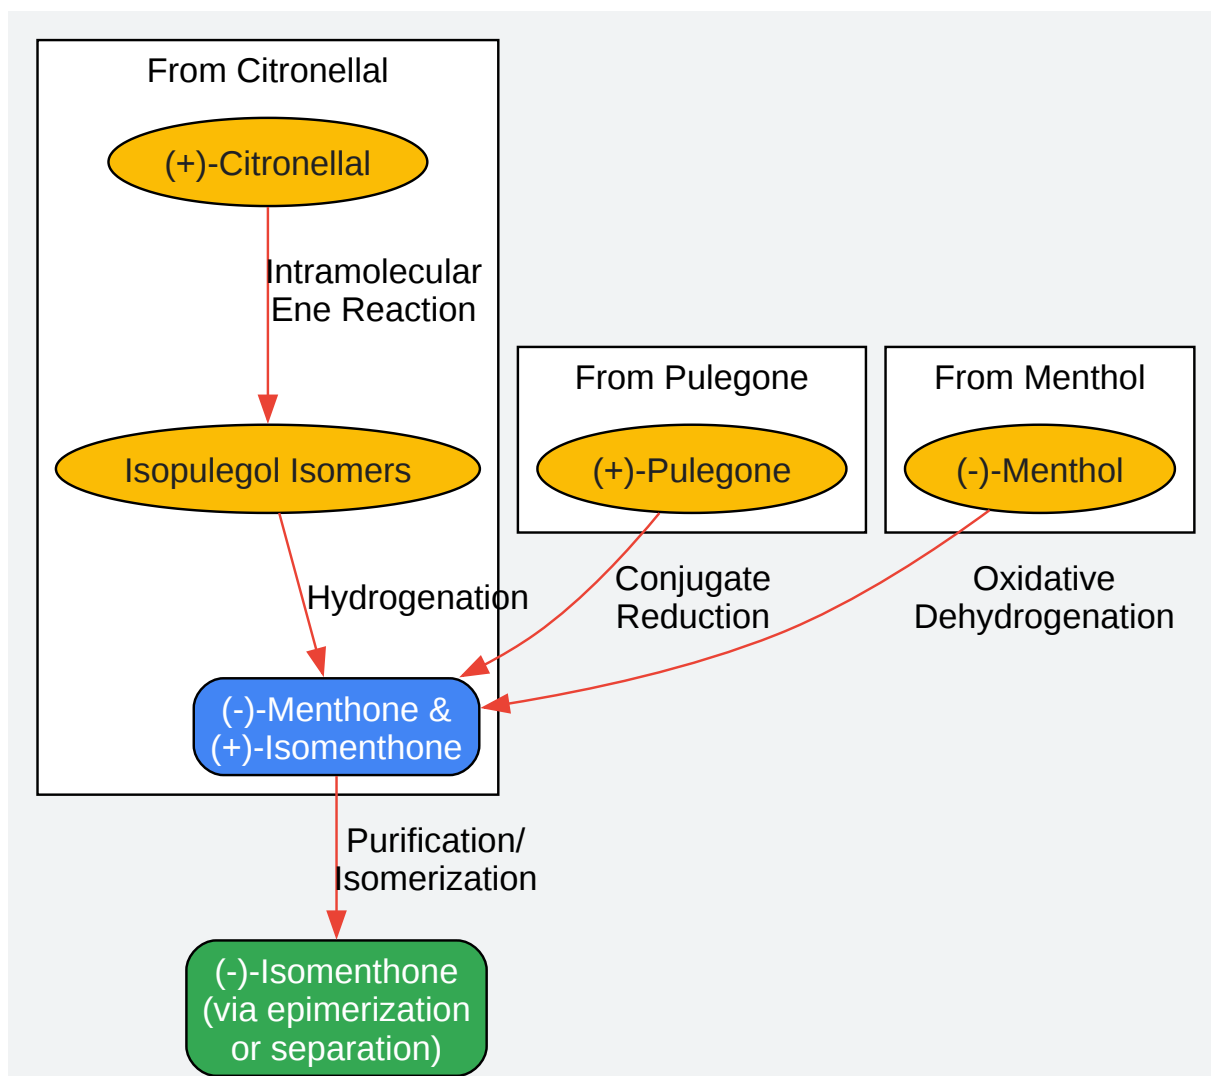 From Citronellal
(+)-Citronellal
Intramolecular
Ene Reaction
Isopulegol Isomers
From Pulegone
(+)-Pulegone
From Menthol
(-)-Menthol
Hydrogenation
Conjugate
Reduction
Oxidative
Dehydrogenation
(-)-Menthone &
(+)-Isomenthone
Purification/
Isomerization
(-)-Isomenthone
(via epimerization
or separation)